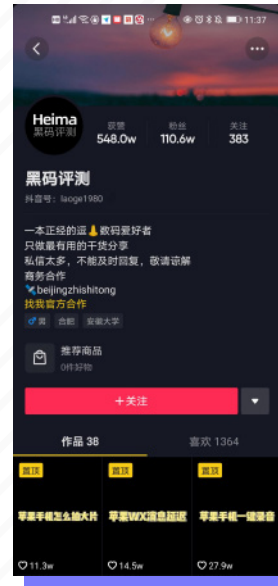 11:37
Heima
黑码评测
获赞 粉丝 关注
548.0w 110.6w 383
黑码评测
抖音号：laoge1980
一本正经的逗 数码爱好者
只做最有用的干货分享
私信太多，不能及时回复，敬请谅解
商务合作
beijingzhishitong
找我官方合作
♂男 合肥 安徽大学
推荐商品
0件好物
＋关注
作品 38 喜欢 1364
置顶 置顶 置顶
苹果手机怎么拍大片 苹果WX消息延迟 苹果手机一键录音
11.3w 14.5w 27.9w